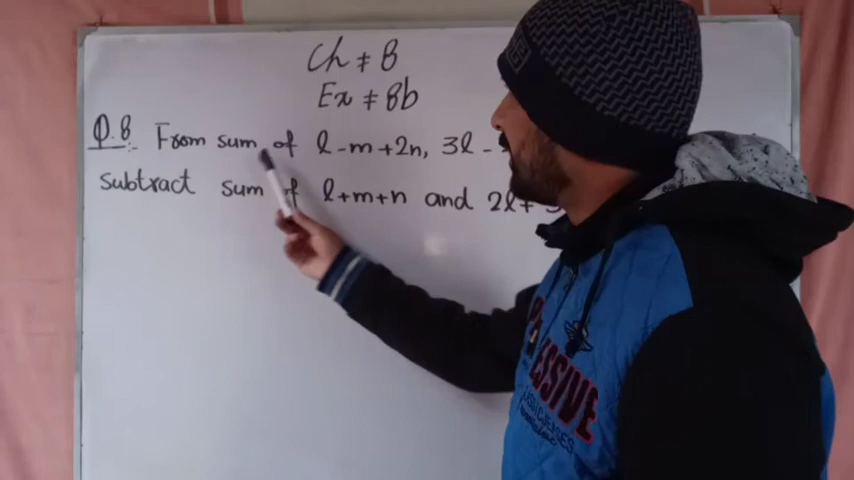 Ch # 8
Ex # 8b
Q.8 From sum of l-m+2n, 3l -
subtract sum of l+m+n and 2l+